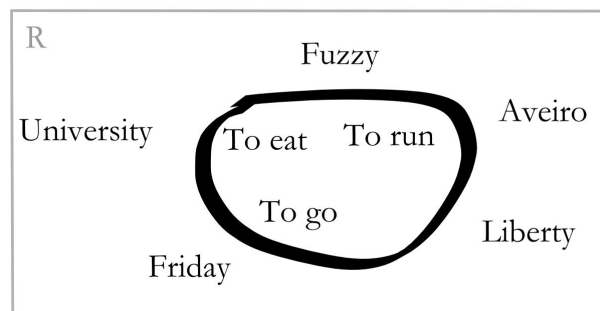 R
Fuzzy
Aveiro
University
To eat
To run
To go
Liberty
Friday